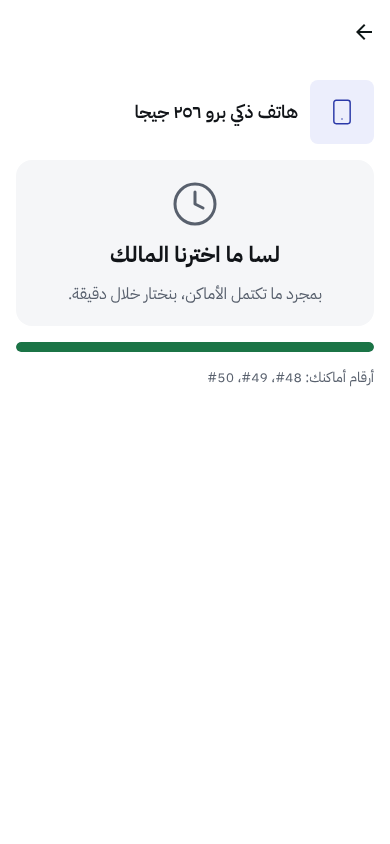 هاتف ذكي برو ٢٥٦ جيجا
لسا ما اخترنا المالك
بمجرد ما تكتمل الأماكن، بنختار خلال دقيقة.
أرقام أماكنك: 48#، 49#، 50#